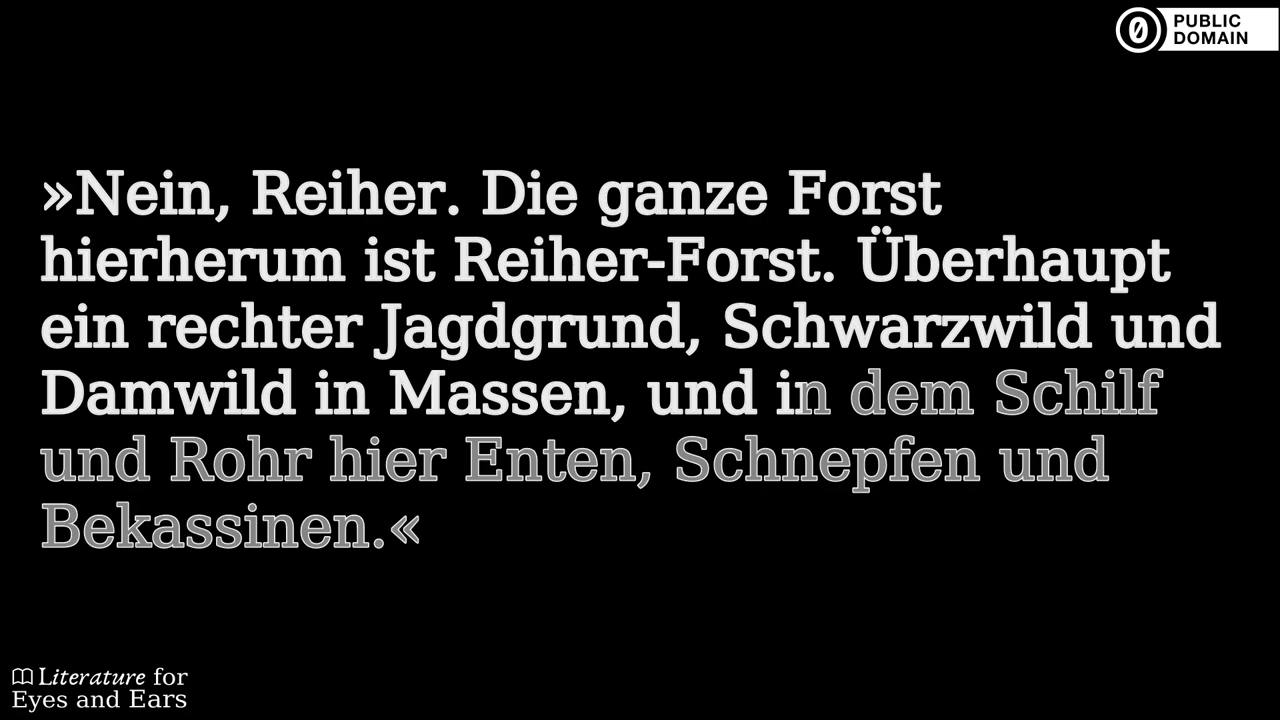 PUBLIC
DOMAIN
»Nein, Reiher. Die ganze Forst
hierherum ist Reiher-Forst. Überhaupt
ein rechter Jagdgrund, Schwarzwild und
Damwild in Massen, und in dem Schilf
und Rohr hier Enten, Schnepfen und
Bekassinen.«
Literature for
Eyes and Ears